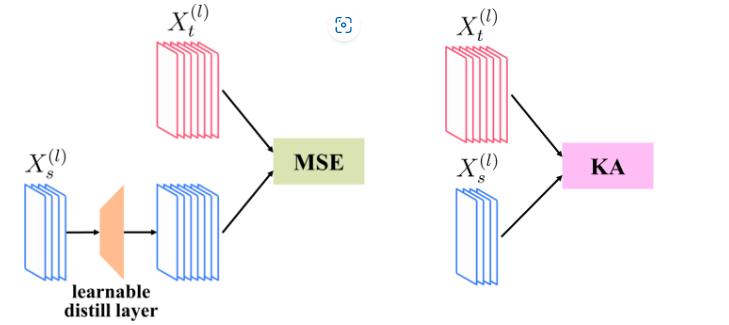 X_t^{(l)}
X_s^{(l)}
MSE
learnable
distill layer
X_t^{(l)}
X_s^{(l)}
KA